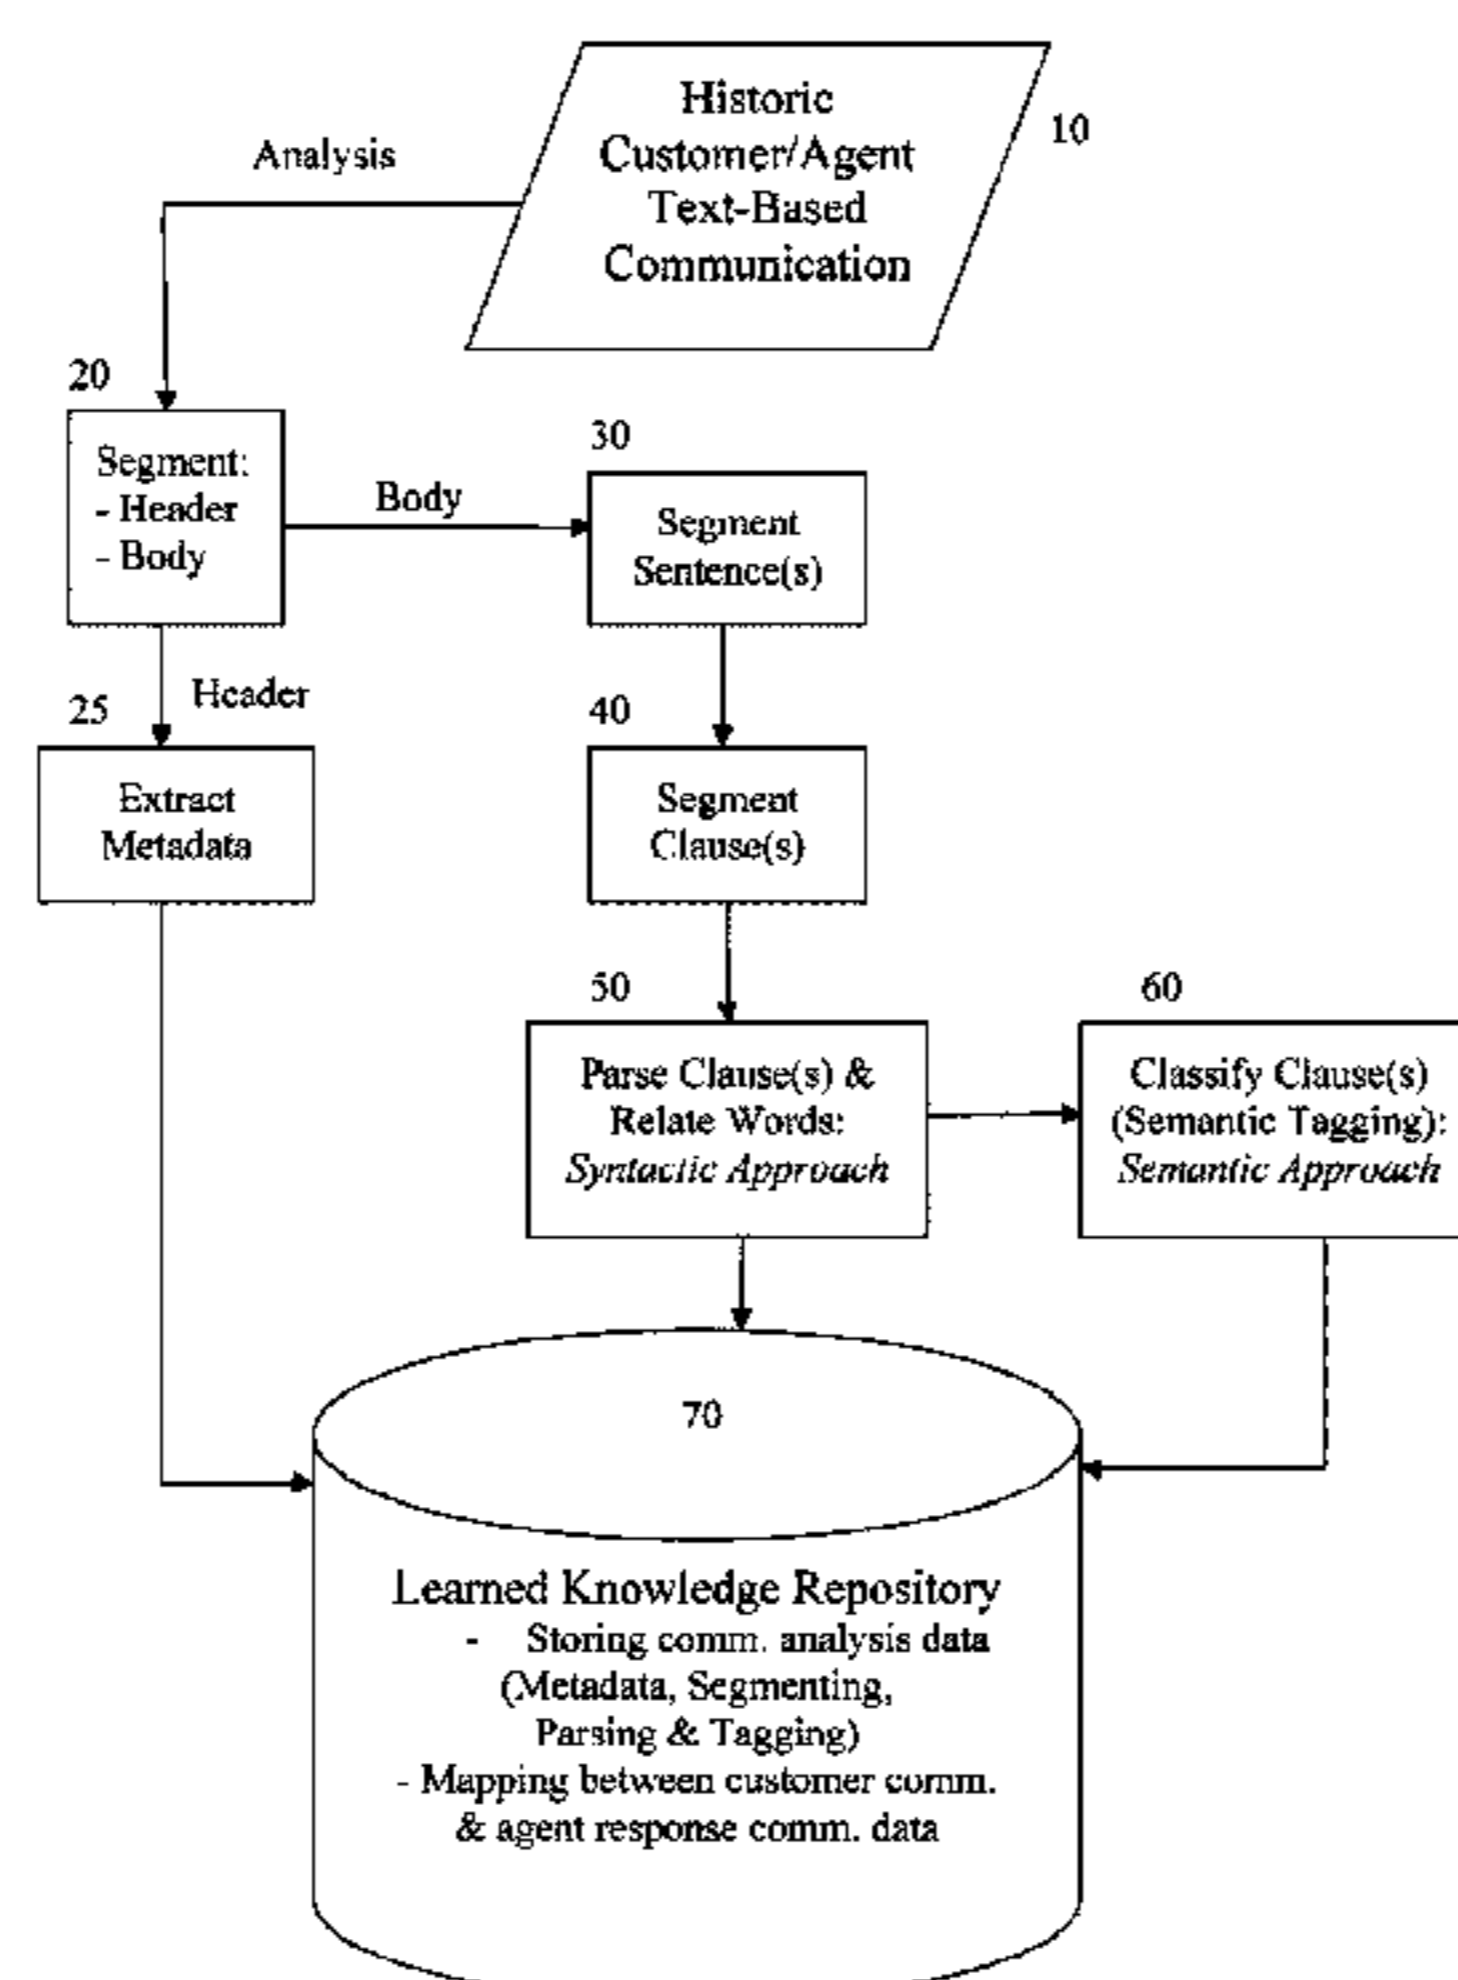 Historic
Customer/Agent
Text-Based
Communication
10
Analysis
20
Segment:
- Header
- Body
Body
30
Segment
Sentence(s)
Header
25
Extract
Metadata
40
Segment
Clause(s)
50
Parse Clause(s) &
Relate Words:
Syntactic Approach
60
Classify Clause(s)
(Semantic Tagging):
Semantic Approach
70
Learned Knowledge Repository
- Storing comm. analysis data
(Metadata, Segmenting,
Parsing & Tagging)
- Mapping between customer comm.
& agent response comm. data